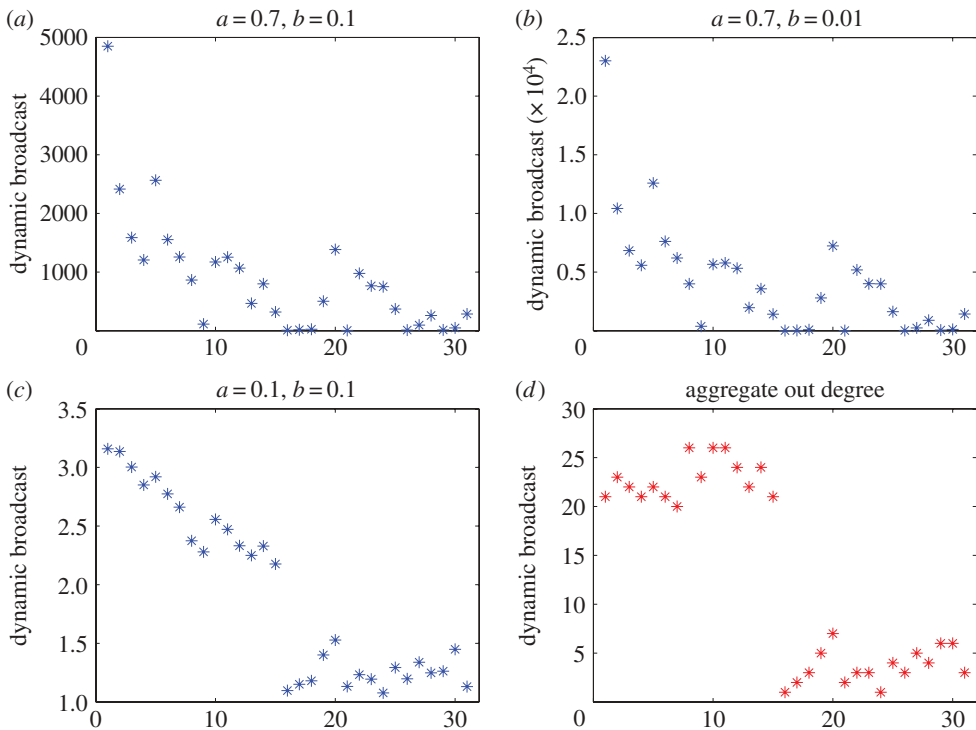 (a) a = 0.7, b = 0.1
5000
4000
3000
2000
1000
0 10 20 30
dynamic broadcast
(b) a = 0.7, b = 0.01
2.5
2.0
1.5
1.0
0.5
0 10 20 30
dynamic broadcast (× 10⁴)
(c) a = 0.1, b = 0.1
3.5
3.0
2.5
2.0
1.5
1.0
0 10 20 30
dynamic broadcast
(d) aggregate out degree
30
25
20
15
10
5
0 10 20 30
dynamic broadcast